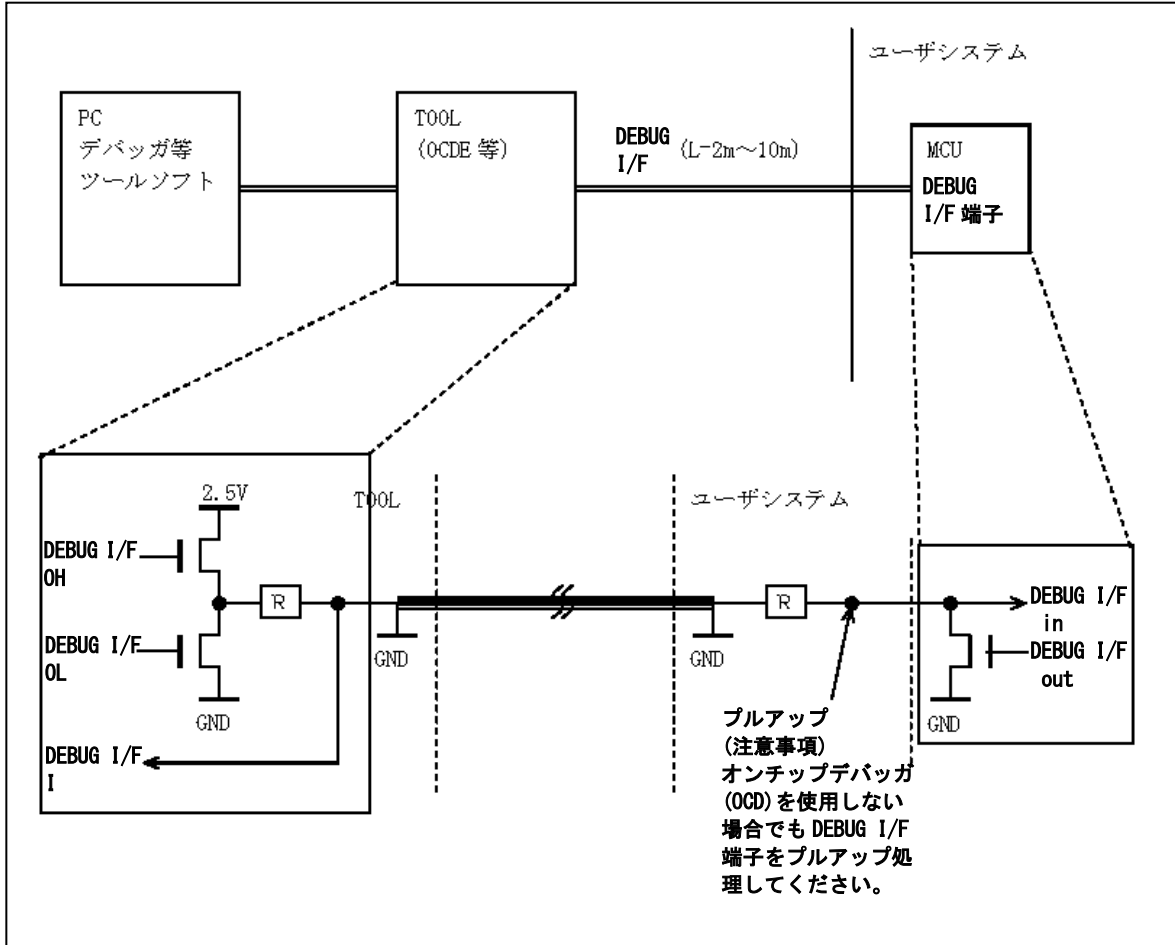 ユーザシステム
PC
デバッガ等
ツールソフト
TOOL
(OCDE 等)
DEBUG
I/F
(L-2m～10m)
MCU
DEBUG
I/F 端子
2.5V
TOOL
ユーザシステム
DEBUG I/F
OH
R
R
DEBUG I/F
in
DEBUG I/F
OL
DEBUG I/F
out
GND
GND
GND
GND
DEBUG I/F
I
プルアップ
(注意事項)
オンチップデバッガ
(OCD)を使用しない
場合でも DEBUG I/F
端子をプルアップ処
理してください。